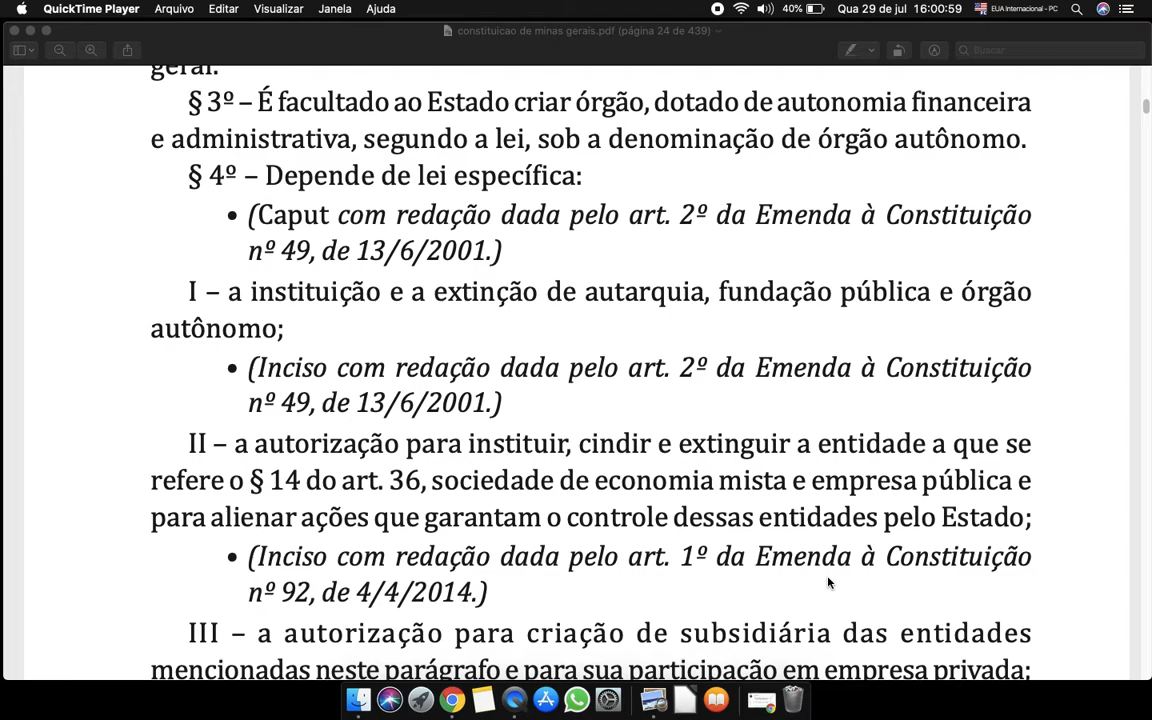 QuickTime Player Arquivo Editar Visualizar Janela Ajuda 40% Qua 29 de jul 16:00:59 EUA Internacional - PC
constituicao de minas gerais.pdf (página 24 de 439)
Buscar
geral.
§ 3º – É facultado ao Estado criar órgão, dotado de autonomia financeira
e administrativa, segundo a lei, sob a denominação de órgão autônomo.
§ 4º – Depende de lei específica:
• (Caput com redação dada pelo art. 2º da Emenda à Constituição
nº 49, de 13/6/2001.)
I – a instituição e a extinção de autarquia, fundação pública e órgão
autônomo;
• (Inciso com redação dada pelo art. 2º da Emenda à Constituição
nº 49, de 13/6/2001.)
II – a autorização para instituir, cindir e extinguir a entidade a que se
refere o § 14 do art. 36, sociedade de economia mista e empresa pública e
para alienar ações que garantam o controle dessas entidades pelo Estado;
• (Inciso com redação dada pelo art. 1º da Emenda à Constituição
nº 92, de 4/4/2014.)
III – a autorização para criação de subsidiária das entidades
mencionadas neste parágrafo e para sua participação em empresa privada;